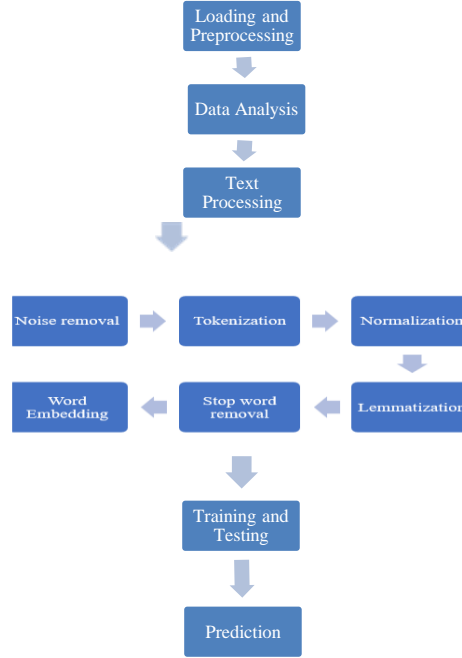 Loading and
Preprocessing
Data Analysis
Text
Processing
Noise removal
Tokenization
Normalization
Lemmatization
Stop word
removal
Word
Embedding
Training and
Testing
Prediction